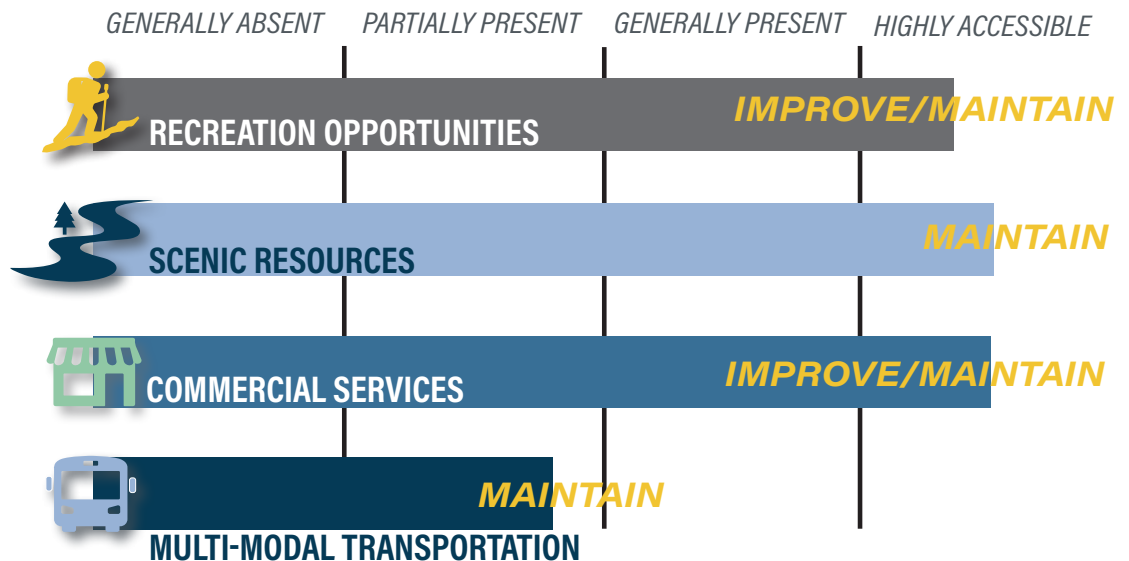 GENERALLY ABSENT
PARTIALLY PRESENT
GENERALLY PRESENT
HIGHLY ACCESSIBLE
IMPROVE/MAINTAIN
RECREATION OPPORTUNITIES
MAINTAIN
SCENIC RESOURCES
IMPROVE/MAINTAIN
COMMERCIAL SERVICES
MAINTAIN
MULTI-MODAL TRANSPORTATION